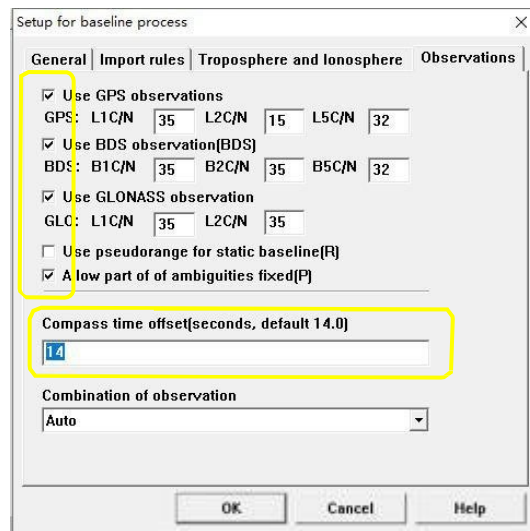 Setup for baseline process
General Import rules Troposphere and Ionosphere Observations
Use GPS observations
GPS: L1C/N 35 L2C/N 15 L5C/N 32
Use BDS observation(BDS)
BDS: B1C/N 35 B2C/N 35 B5C/N 32
Use GLONASS observation
GLO: L1C/N 35 L2C/N 35
Use pseudorange for static baseline(R)
Allow part of of ambiguities fixed(P)
Compass time offset(seconds, default 14.0)
14
Combination of observation
Auto
OK Cancel Help